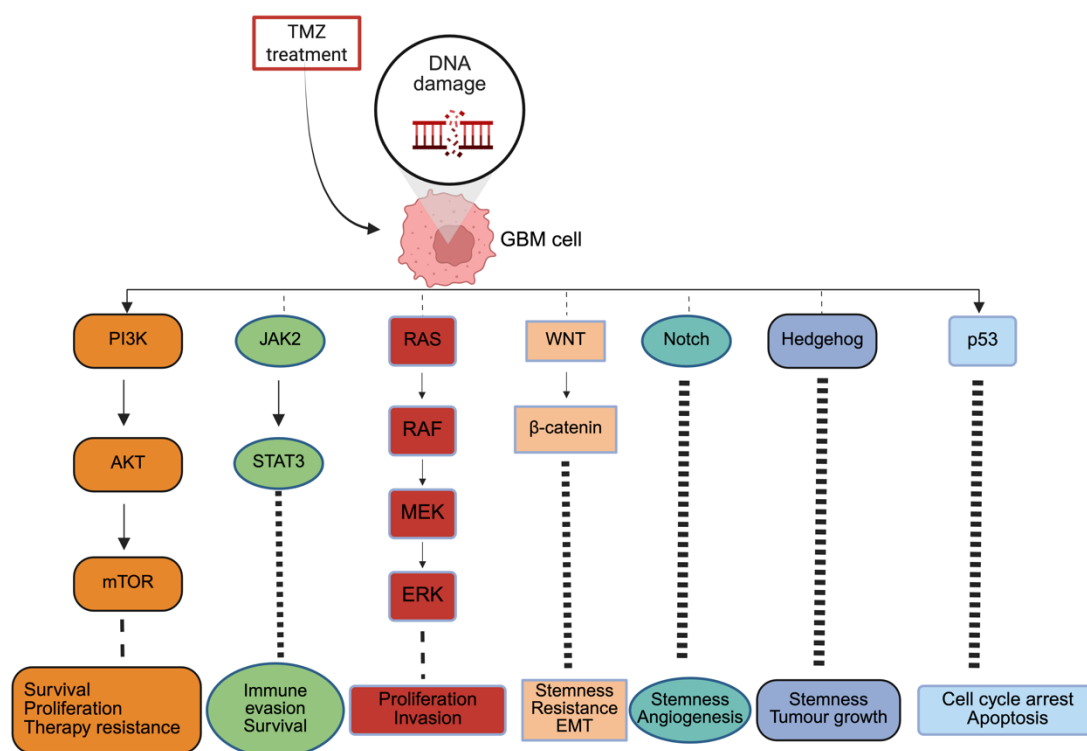 TMZ
treatment
DNA
damage
GBM cell
PI3K
JAK2
RAS
WNT
Notch
Hedgehog
p53
RAF
β-catenin
AKT
STAT3
MEK
mTOR
ERK
Survival
Proliferation
Therapy resistance
Immune
evasion
Survival
Proliferation
Invasion
Stemness
Resistance
EMT
Stemness
Angiogenesis
Stemness
Tumour growth
Cell cycle arrest
Apoptosis